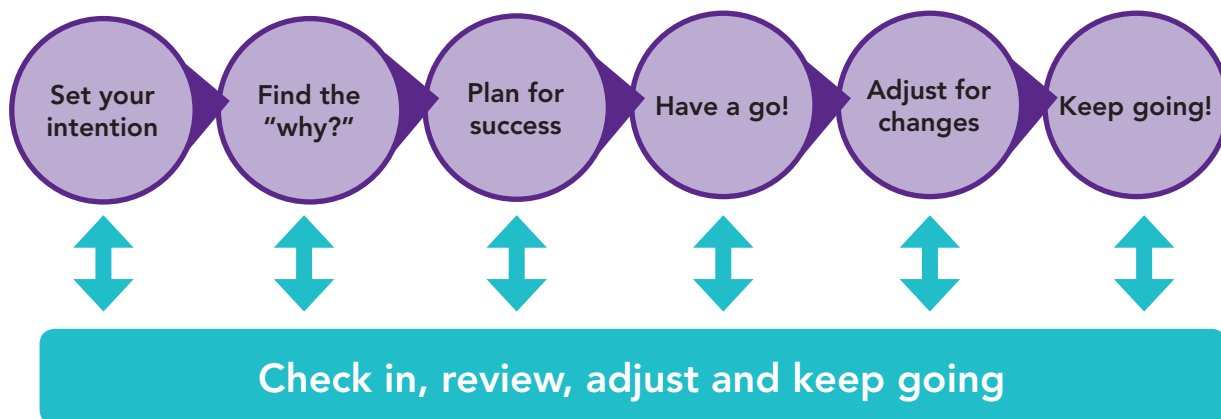 Set your
intention
Find the
“why?”
Plan for
success
Have a go!
Adjust for
changes
Keep going!
Check in, review, adjust and keep going